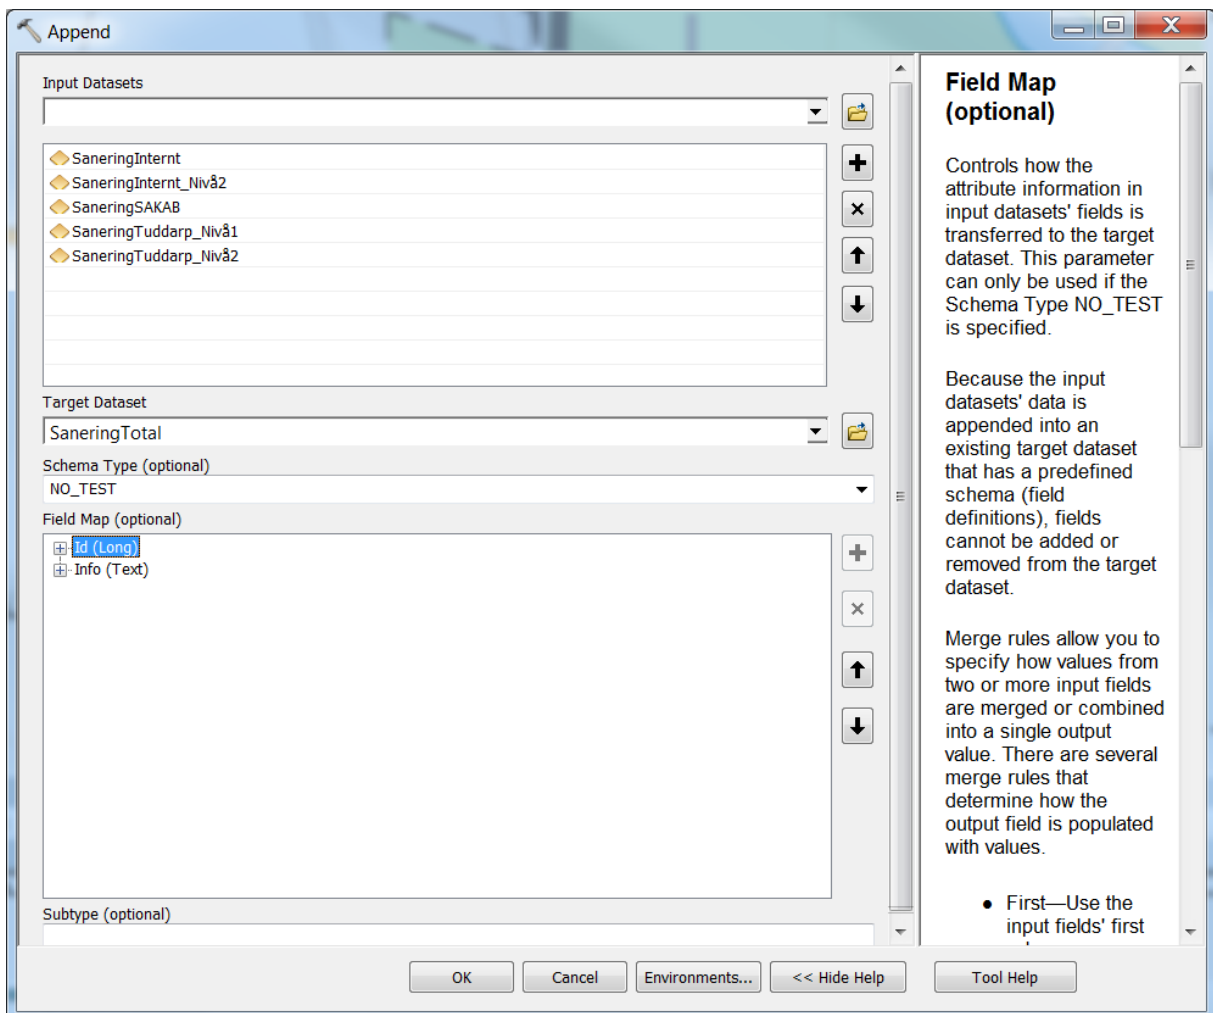 Append
Input Datasets
SaneringInternt
SaneringInternt_Nivå2
SaneringSAKAB
SaneringTuddarp_Nivå1
SaneringTuddarp_Nivå2
Target Dataset
SaneringTotal
Schema Type (optional)
NO_TEST
Field Map (optional)
Id (Long)
Info (Text)
Subtype (optional)
OK
Cancel
Environments...
<< Hide Help
Tool Help
Field Map
(optional)
Controls how the
attribute information in
input datasets' fields is
transferred to the target
dataset. This parameter
can only be used if the
Schema Type NO_TEST
is specified.
Because the input
datasets' data is
appended into an
existing target dataset
that has a predefined
schema (field
definitions), fields
cannot be added or
removed from the target
dataset.
Merge rules allow you to
specify how values from
two or more input fields
are merged or combined
into a single output
value. There are several
merge rules that
determine how the
output field is populated
with values.
• First—Use the
input fields' first